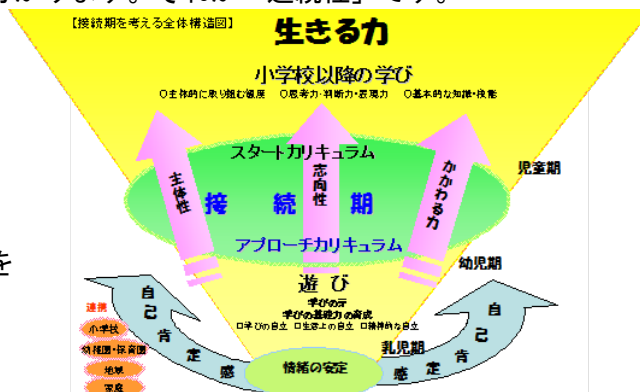 それが「連続性」です。
【接続期を考える全体構造図】
生きる力
小学校以降の学び
○主体的に取り組む態度 ○思考力・判断力・表現力 ○基本的な知識・技能
スタートカリキュラム
主体性
志向性
かかわる力
児童期
接続期
アプローチカリキュラム
を
幼児期
遊び
学びの芽
学びの基礎力の育成
□学びの自立 □生活上の自立 □精神的な自立
自己肯定感
自己肯定感
連携
小学校
幼稚園・保育園
地域
家庭
乳児期
情緒の安定